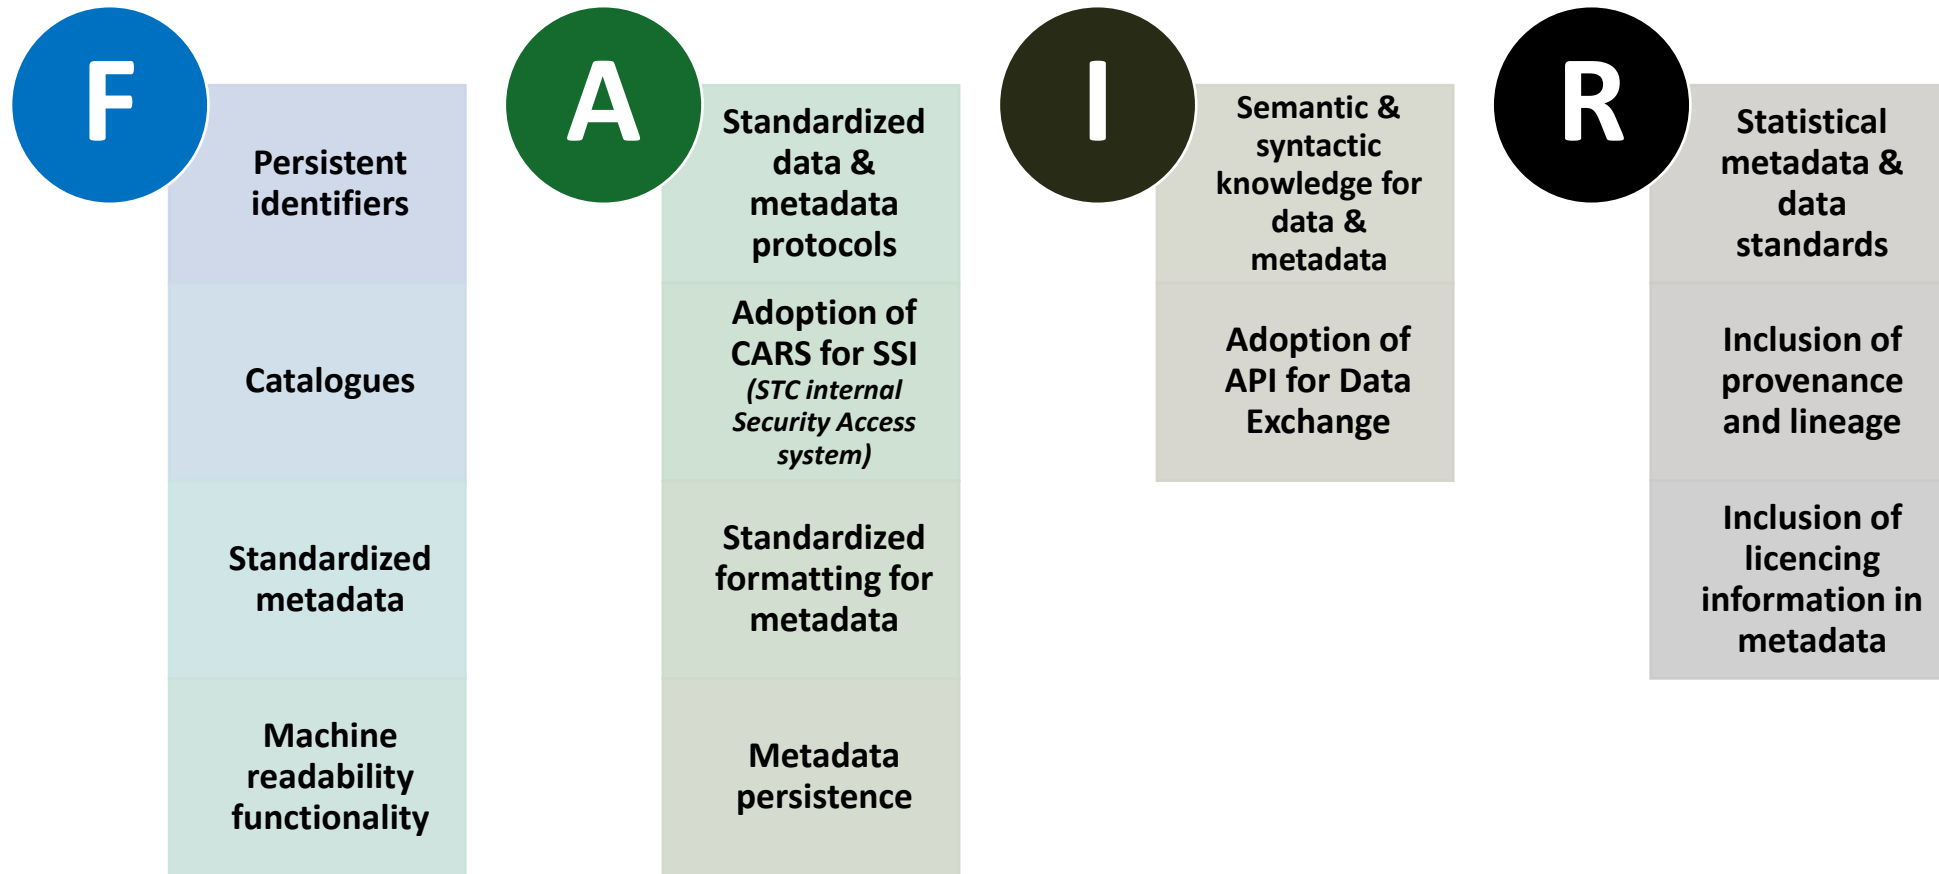 F
Persistent
identifiers
Catalogues
Standardized
metadata
Machine
readability
functionality
A
Standardized
data &
metadata
protocols
Adoption of
CARS for SSI
(STC internal
Security Access
system)
Standardized
formatting for
metadata
Metadata
persistence
I
Semantic &
syntactic
knowledge for
data &
metadata
Adoption of
API for Data
Exchange
R
Statistical
metadata &
data
standards
Inclusion of
provenance
and lineage
Inclusion of
licencing
information in
metadata